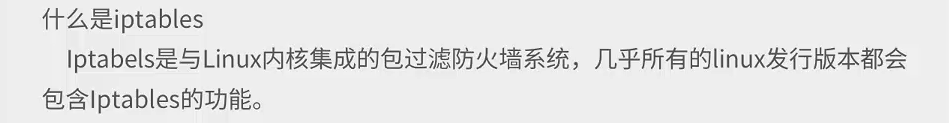 什么是iptables
Iptabels是与Linux内核集成的包过滤防火墙系统，几乎所有的linux发行版本都会
包含Iptables的功能。